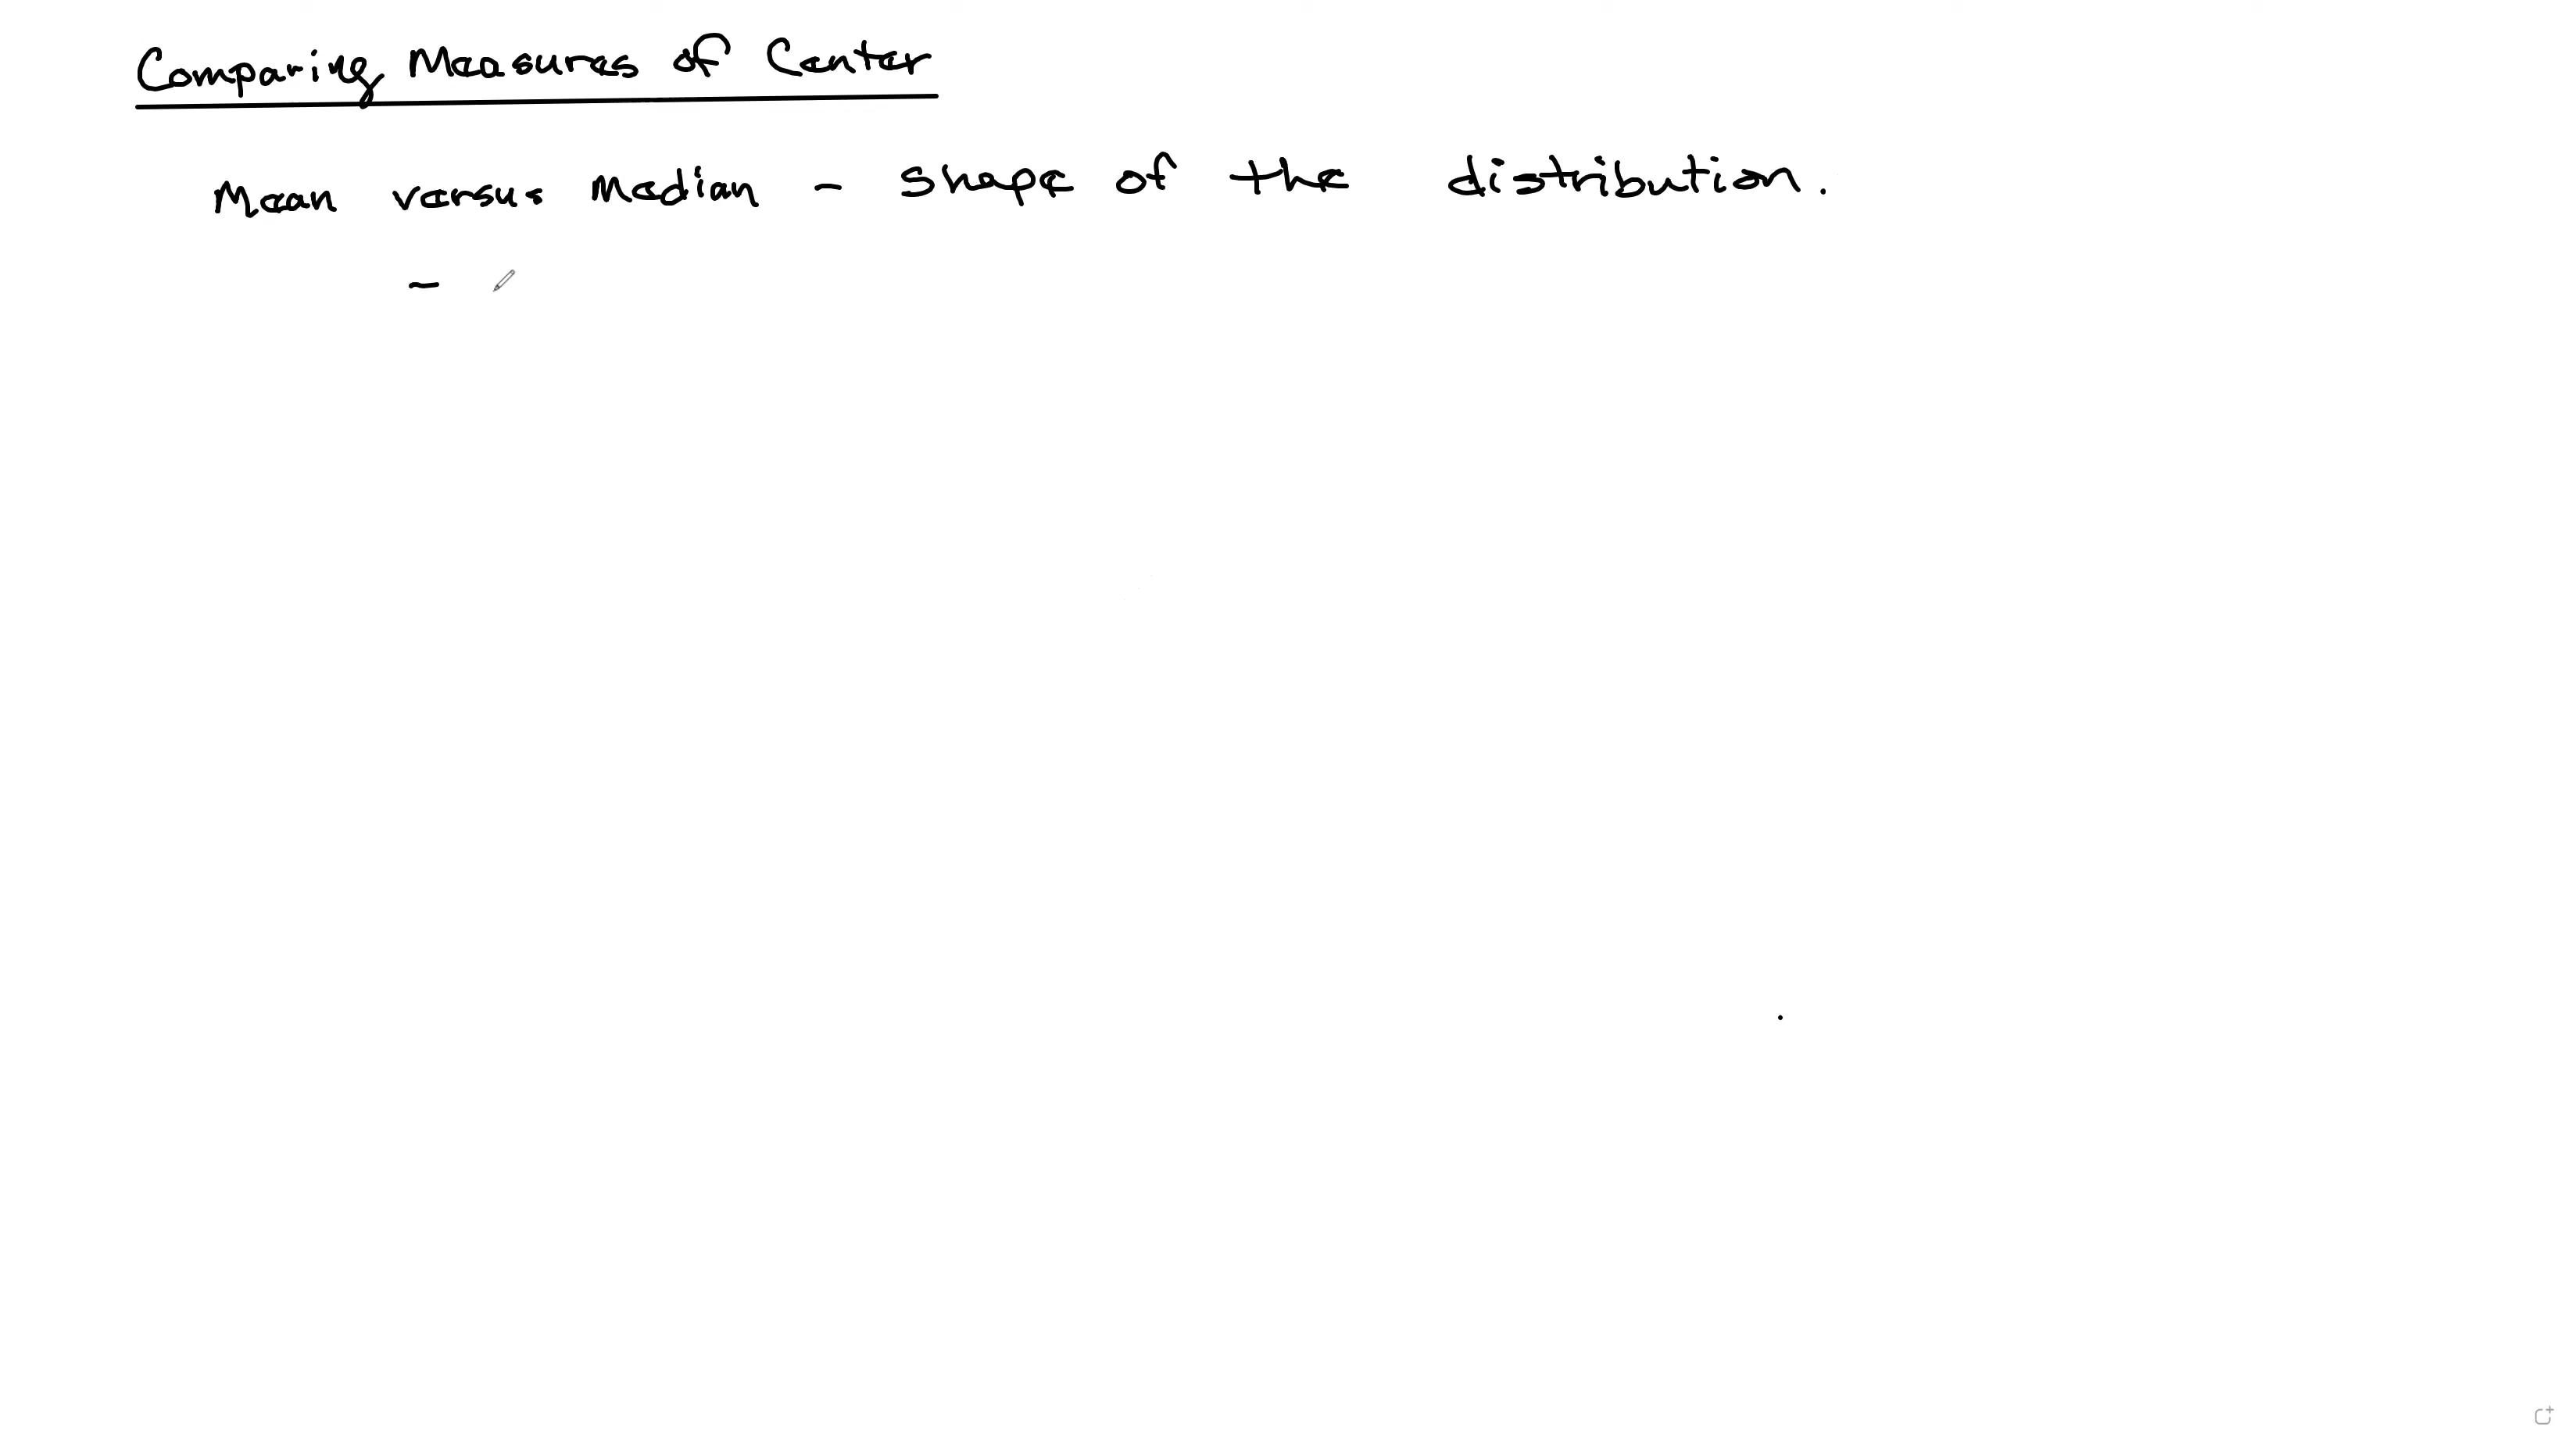 Comparing Measures of Center
Mean versus Median - shape of the distribution.
-